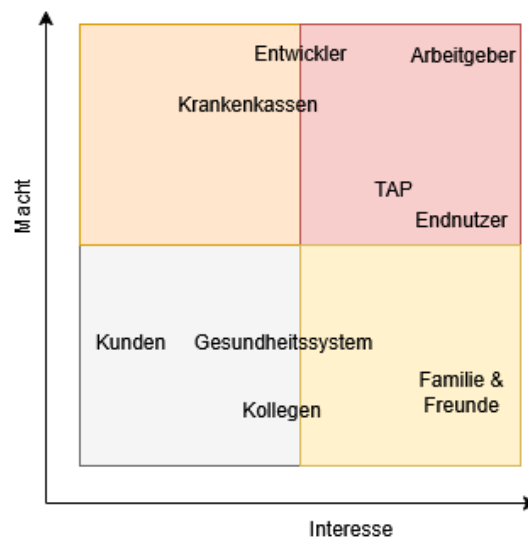 Entwickler
Arbeitgeber
Krankenkassen
TAP
Endnutzer
Macht
Kunden
Gesundheitssystem
Familie &
Freunde
Kollegen
Interesse